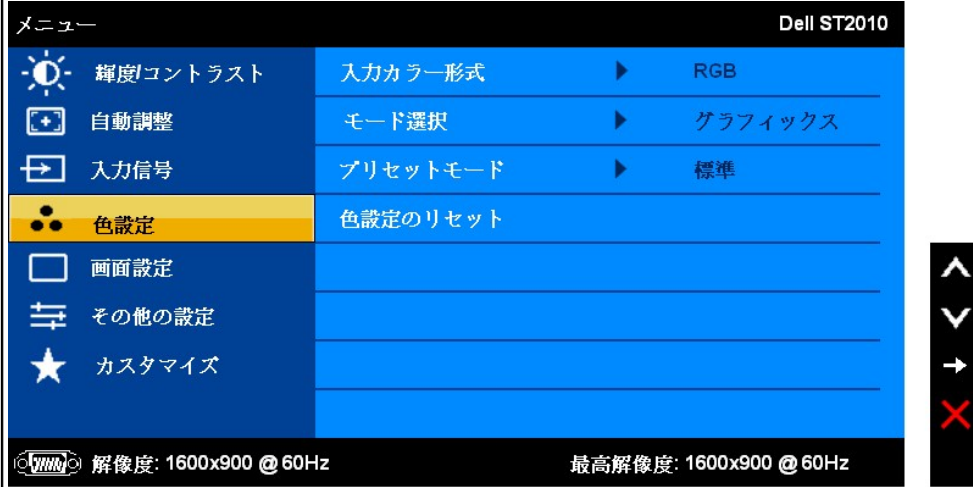 メニュー
Dell ST2010
輝度/コントラスト
入力カラー形式
RGB
自動調整
モード選択
グラフィックス
入力信号
プリセットモード
標準
色設定
色設定のリセット
画面設定
その他の設定
カスタマイズ
解像度: 1600x900 @ 60Hz
最高解像度: 1600x900 @ 60Hz